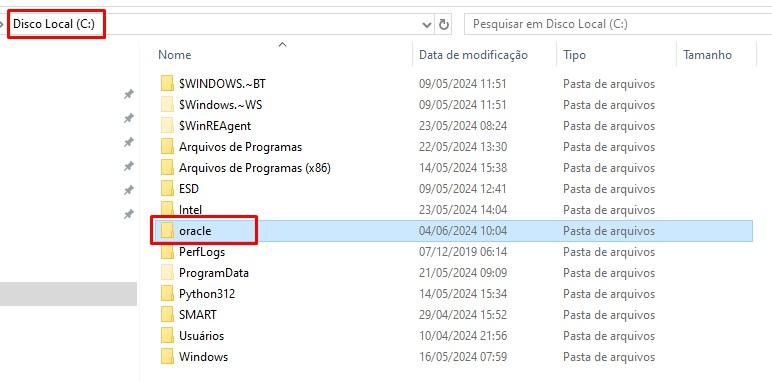 Disco Local (C:) Pesquisar em Disco Local (C:)
Nome Data de modificação Tipo Tamanho
$WINDOWS.~BT 09/05/2024 11:51 Pasta de arquivos
$Windows.~WS 09/05/2024 11:51 Pasta de arquivos
$WinREAgent 23/05/2024 08:24 Pasta de arquivos
Arquivos de Programas 22/05/2024 13:30 Pasta de arquivos
Arquivos de Programas (x86) 14/05/2024 15:38 Pasta de arquivos
ESD 09/05/2024 12:41 Pasta de arquivos
Intel 23/05/2024 14:04 Pasta de arquivos
oracle 04/06/2024 10:04 Pasta de arquivos
PerfLogs 07/12/2019 06:14 Pasta de arquivos
ProgramData 21/05/2024 09:09 Pasta de arquivos
Python312 14/05/2024 15:34 Pasta de arquivos
SMART 29/04/2024 15:52 Pasta de arquivos
Usuários 10/04/2024 21:56 Pasta de arquivos
Windows 16/05/2024 07:59 Pasta de arquivos